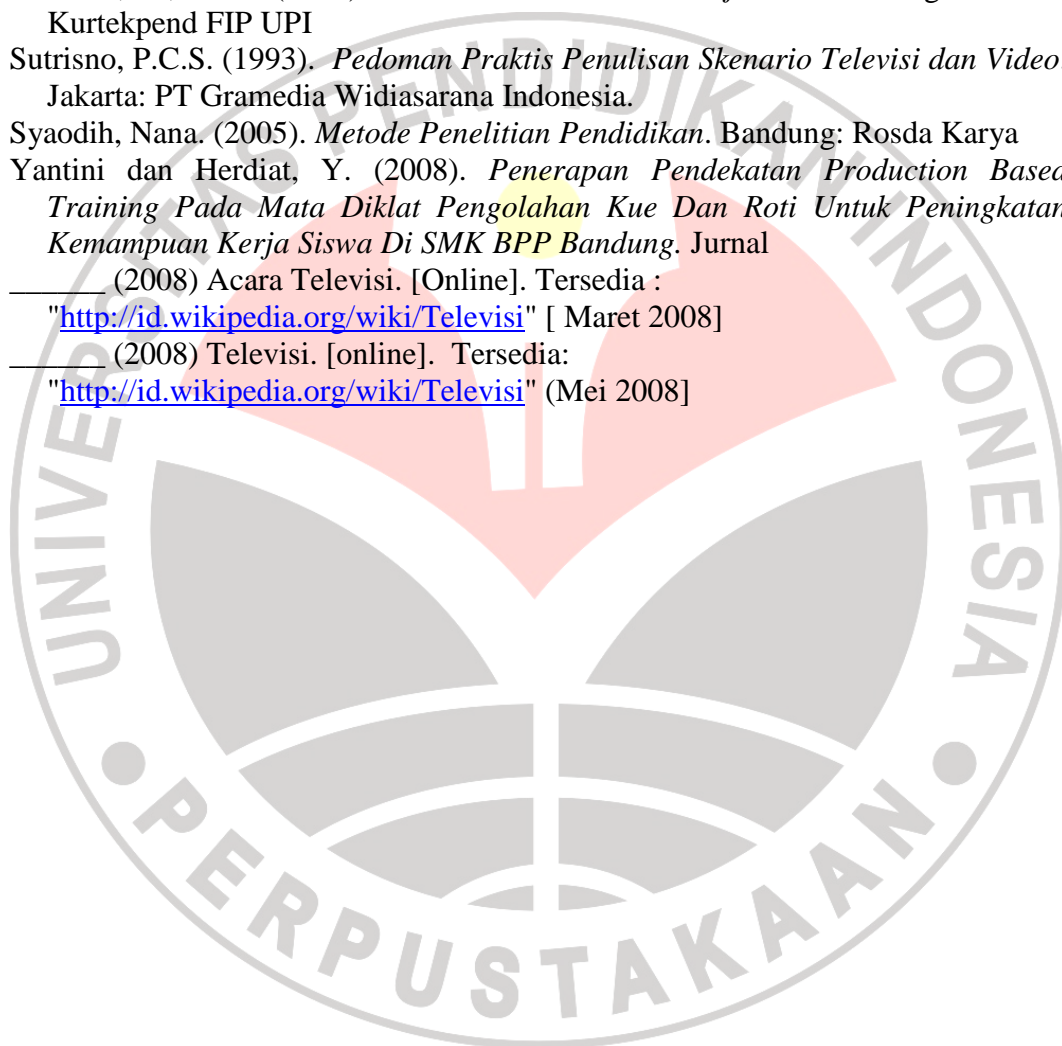 Kurtekpend FIP UPI
Sutrisno, P.C.S. (1993). Pedoman Praktis Penulisan Skenario Televisi dan Video.
Jakarta: PT Gramedia Widiasarana Indonesia.
Syaodih, Nana. (2005). Metode Penelitian Pendidikan. Bandung: Rosda Karya
Yantini dan Herdiat, Y. (2008). Penerapan Pendekatan Production Based
Training Pada Mata Diklat Pengolahan Kue Dan Roti Untuk Peningkatan
Kemampuan Kerja Siswa Di SMK BPP Bandung. Jurnal
______ (2008) Acara Televisi. [Online]. Tersedia :
"http://id.wikipedia.org/wiki/Televisi" [ Maret 2008]
______ (2008) Televisi. [online]. Tersedia:
"http://id.wikipedia.org/wiki/Televisi" (Mei 2008]
UNIVERSITAS PENDIDIKAN INDONESIA
PERPUSTAKAAN